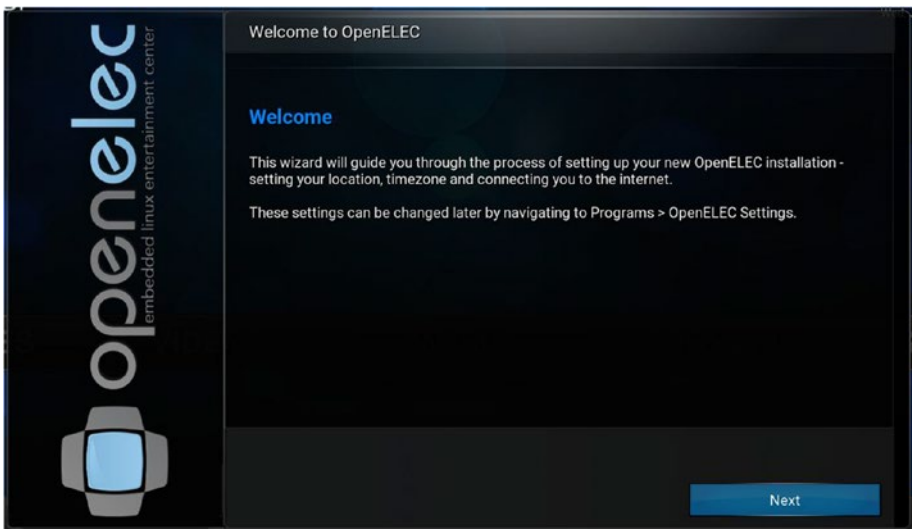 openelec
embedded linux entertainment center
Welcome to OpenELEC
Welcome
This wizard will guide you through the process of setting up your new OpenELEC installation -
setting your location, timezone and connecting you to the internet.
These settings can be changed later by navigating to Programs > OpenELEC Settings.
Next